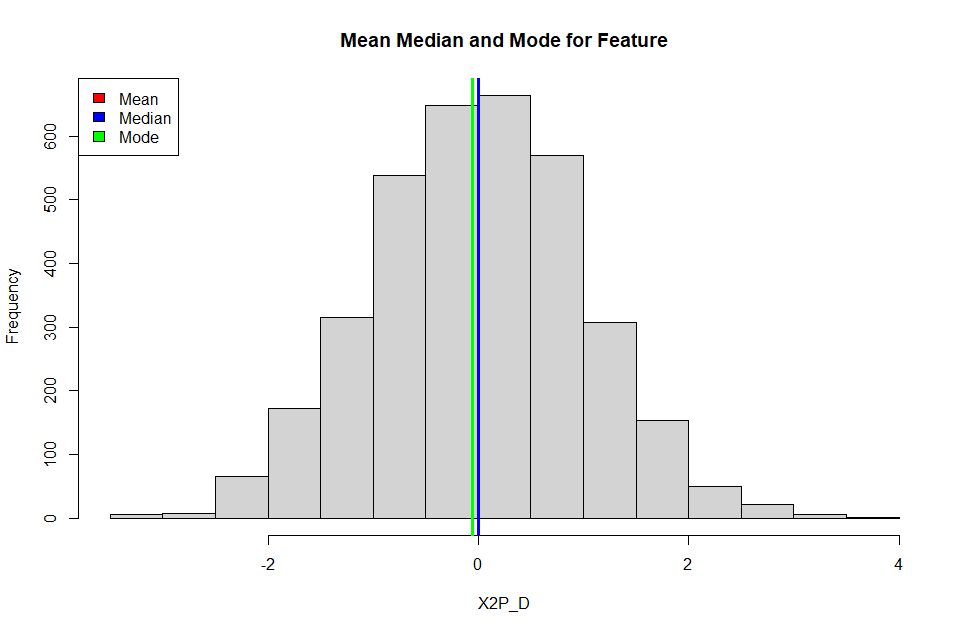 Mean Median and Mode for Feature
Mean
Median
Mode
600
500
400
300
200
100
0
Frequency
-2 0 2 4
X2P_D